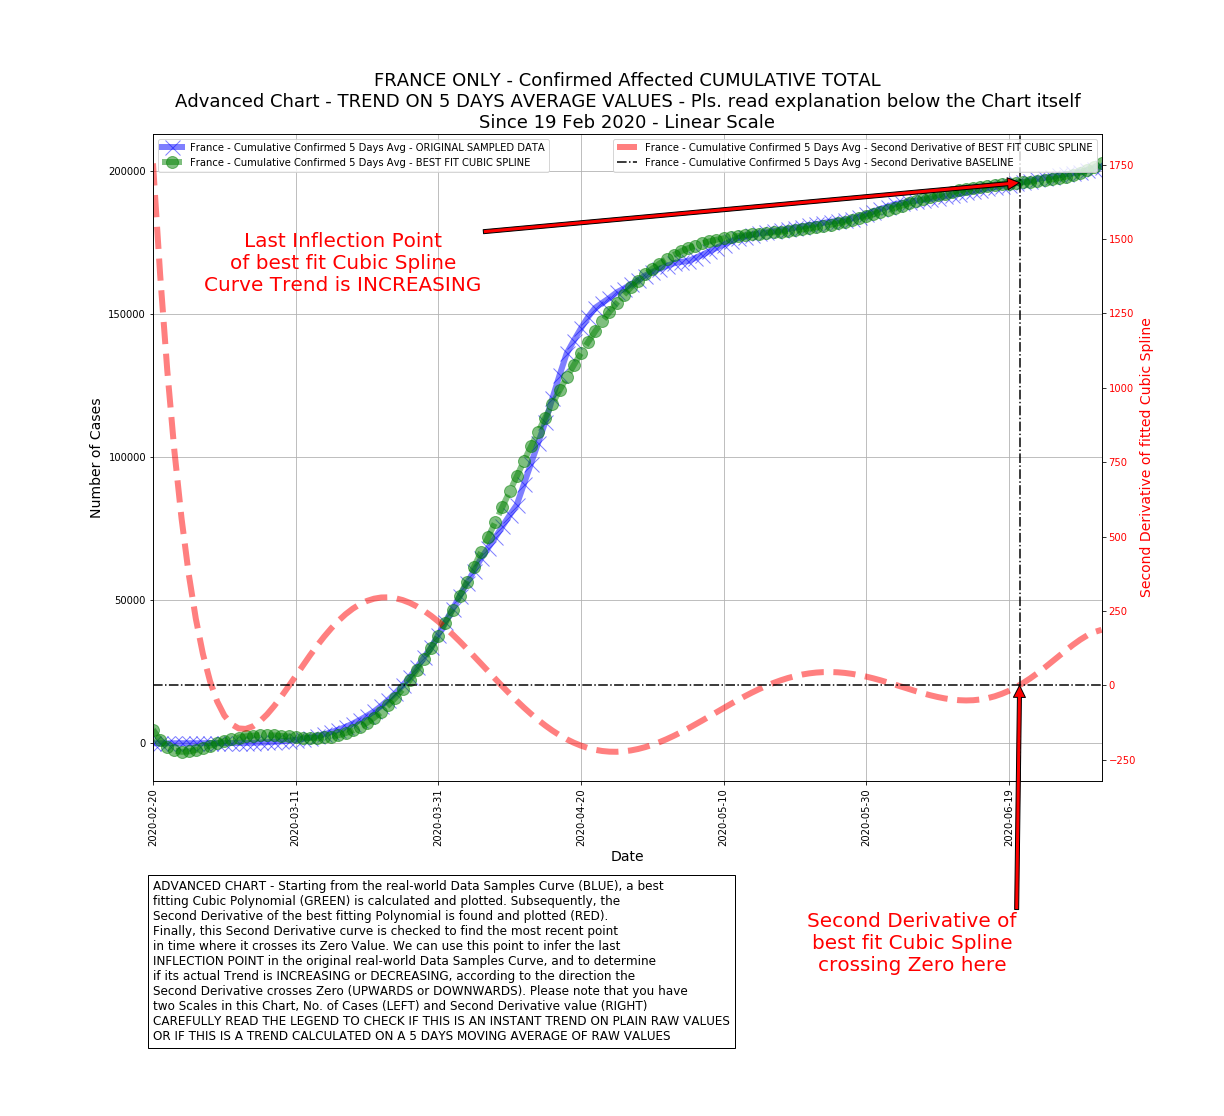 FRANCE ONLY - Confirmed Affected CUMULATIVE TOTAL
Advanced Chart - TREND ON 5 DAYS AVERAGE VALUES - Pls. read explanation below the Chart itself
Since 19 Feb 2020 - Linear Scale
France - Cumulative Confirmed 5 Days Avg - ORIGINAL SAMPLED DATA
France - Cumulative Confirmed 5 Days Avg - BEST FIT CUBIC SPLINE
France - Cumulative Confirmed 5 Days Avg - Second Derivative of BEST FIT CUBIC SPLINE
France - Cumulative Confirmed 5 Days Avg - Second Derivative BASELINE
Last Inflection Point
of best fit Cubic Spline
Curve Trend is INCREASING
Number of Cases
200000
150000
100000
50000
0
Second Derivative of fitted Cubic Spline
1750
1500
1250
1000
750
500
250
0
−250
2020-02-20
2020-03-11
2020-03-31
2020-04-20
2020-05-10
2020-05-30
2020-06-19
Date
ADVANCED CHART - Starting from the real-world Data Samples Curve (BLUE), a best
fitting Cubic Polynomial (GREEN) is calculated and plotted. Subsequently, the
Second Derivative of the best fitting Polynomial is found and plotted (RED).
Finally, this Second Derivative curve is checked to find the most recent point
in time where it crosses its Zero Value. We can use this point to infer the last
INFLECTION POINT in the original real-world Data Samples Curve, and to determine
if its actual Trend is INCREASING or DECREASING, according to the direction the
Second Derivative crosses Zero (UPWARDS or DOWNWARDS). Please note that you have
two Scales in this Chart, No. of Cases (LEFT) and Second Derivative value (RIGHT)
CAREFULLY READ THE LEGEND TO CHECK IF THIS IS AN INSTANT TREND ON PLAIN RAW VALUES
OR IF THIS IS A TREND CALCULATED ON A 5 DAYS MOVING AVERAGE OF RAW VALUES
Second Derivative of
best fit Cubic Spline
crossing Zero here